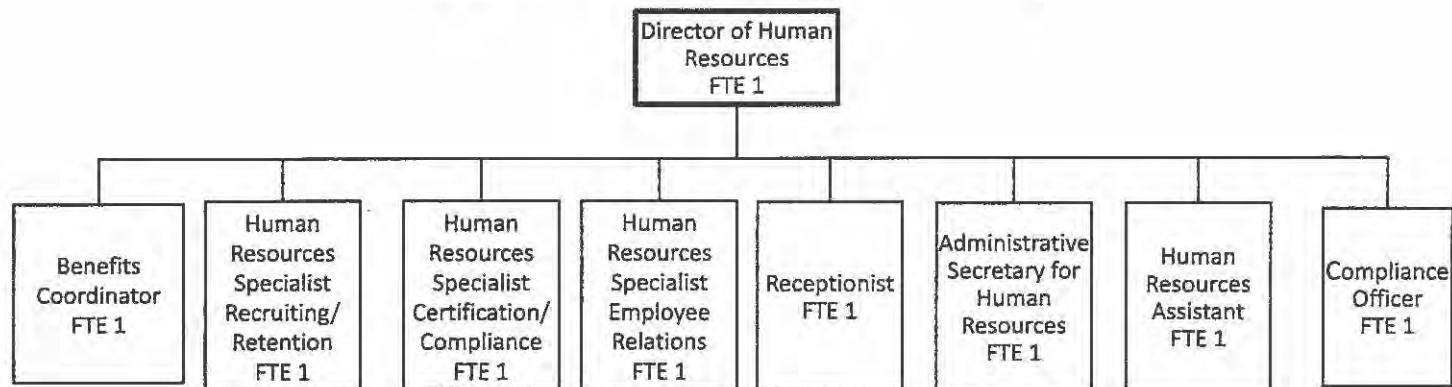 Director of Human
Resources
FTE 1
Benefits
Coordinator
FTE 1
Human
Resources
Specialist
Recruiting/
Retention
FTE 1
Human
Resources
Specialist
Certification/
Compliance
FTE 1
Human
Resources
Specialist
Employee
Relations
FTE 1
Receptionist
FTE 1
Administrative
Secretary for
Human
Resources
FTE 1
Human
Resources
Assistant
FTE 1
Compliance
Officer
FTE 1